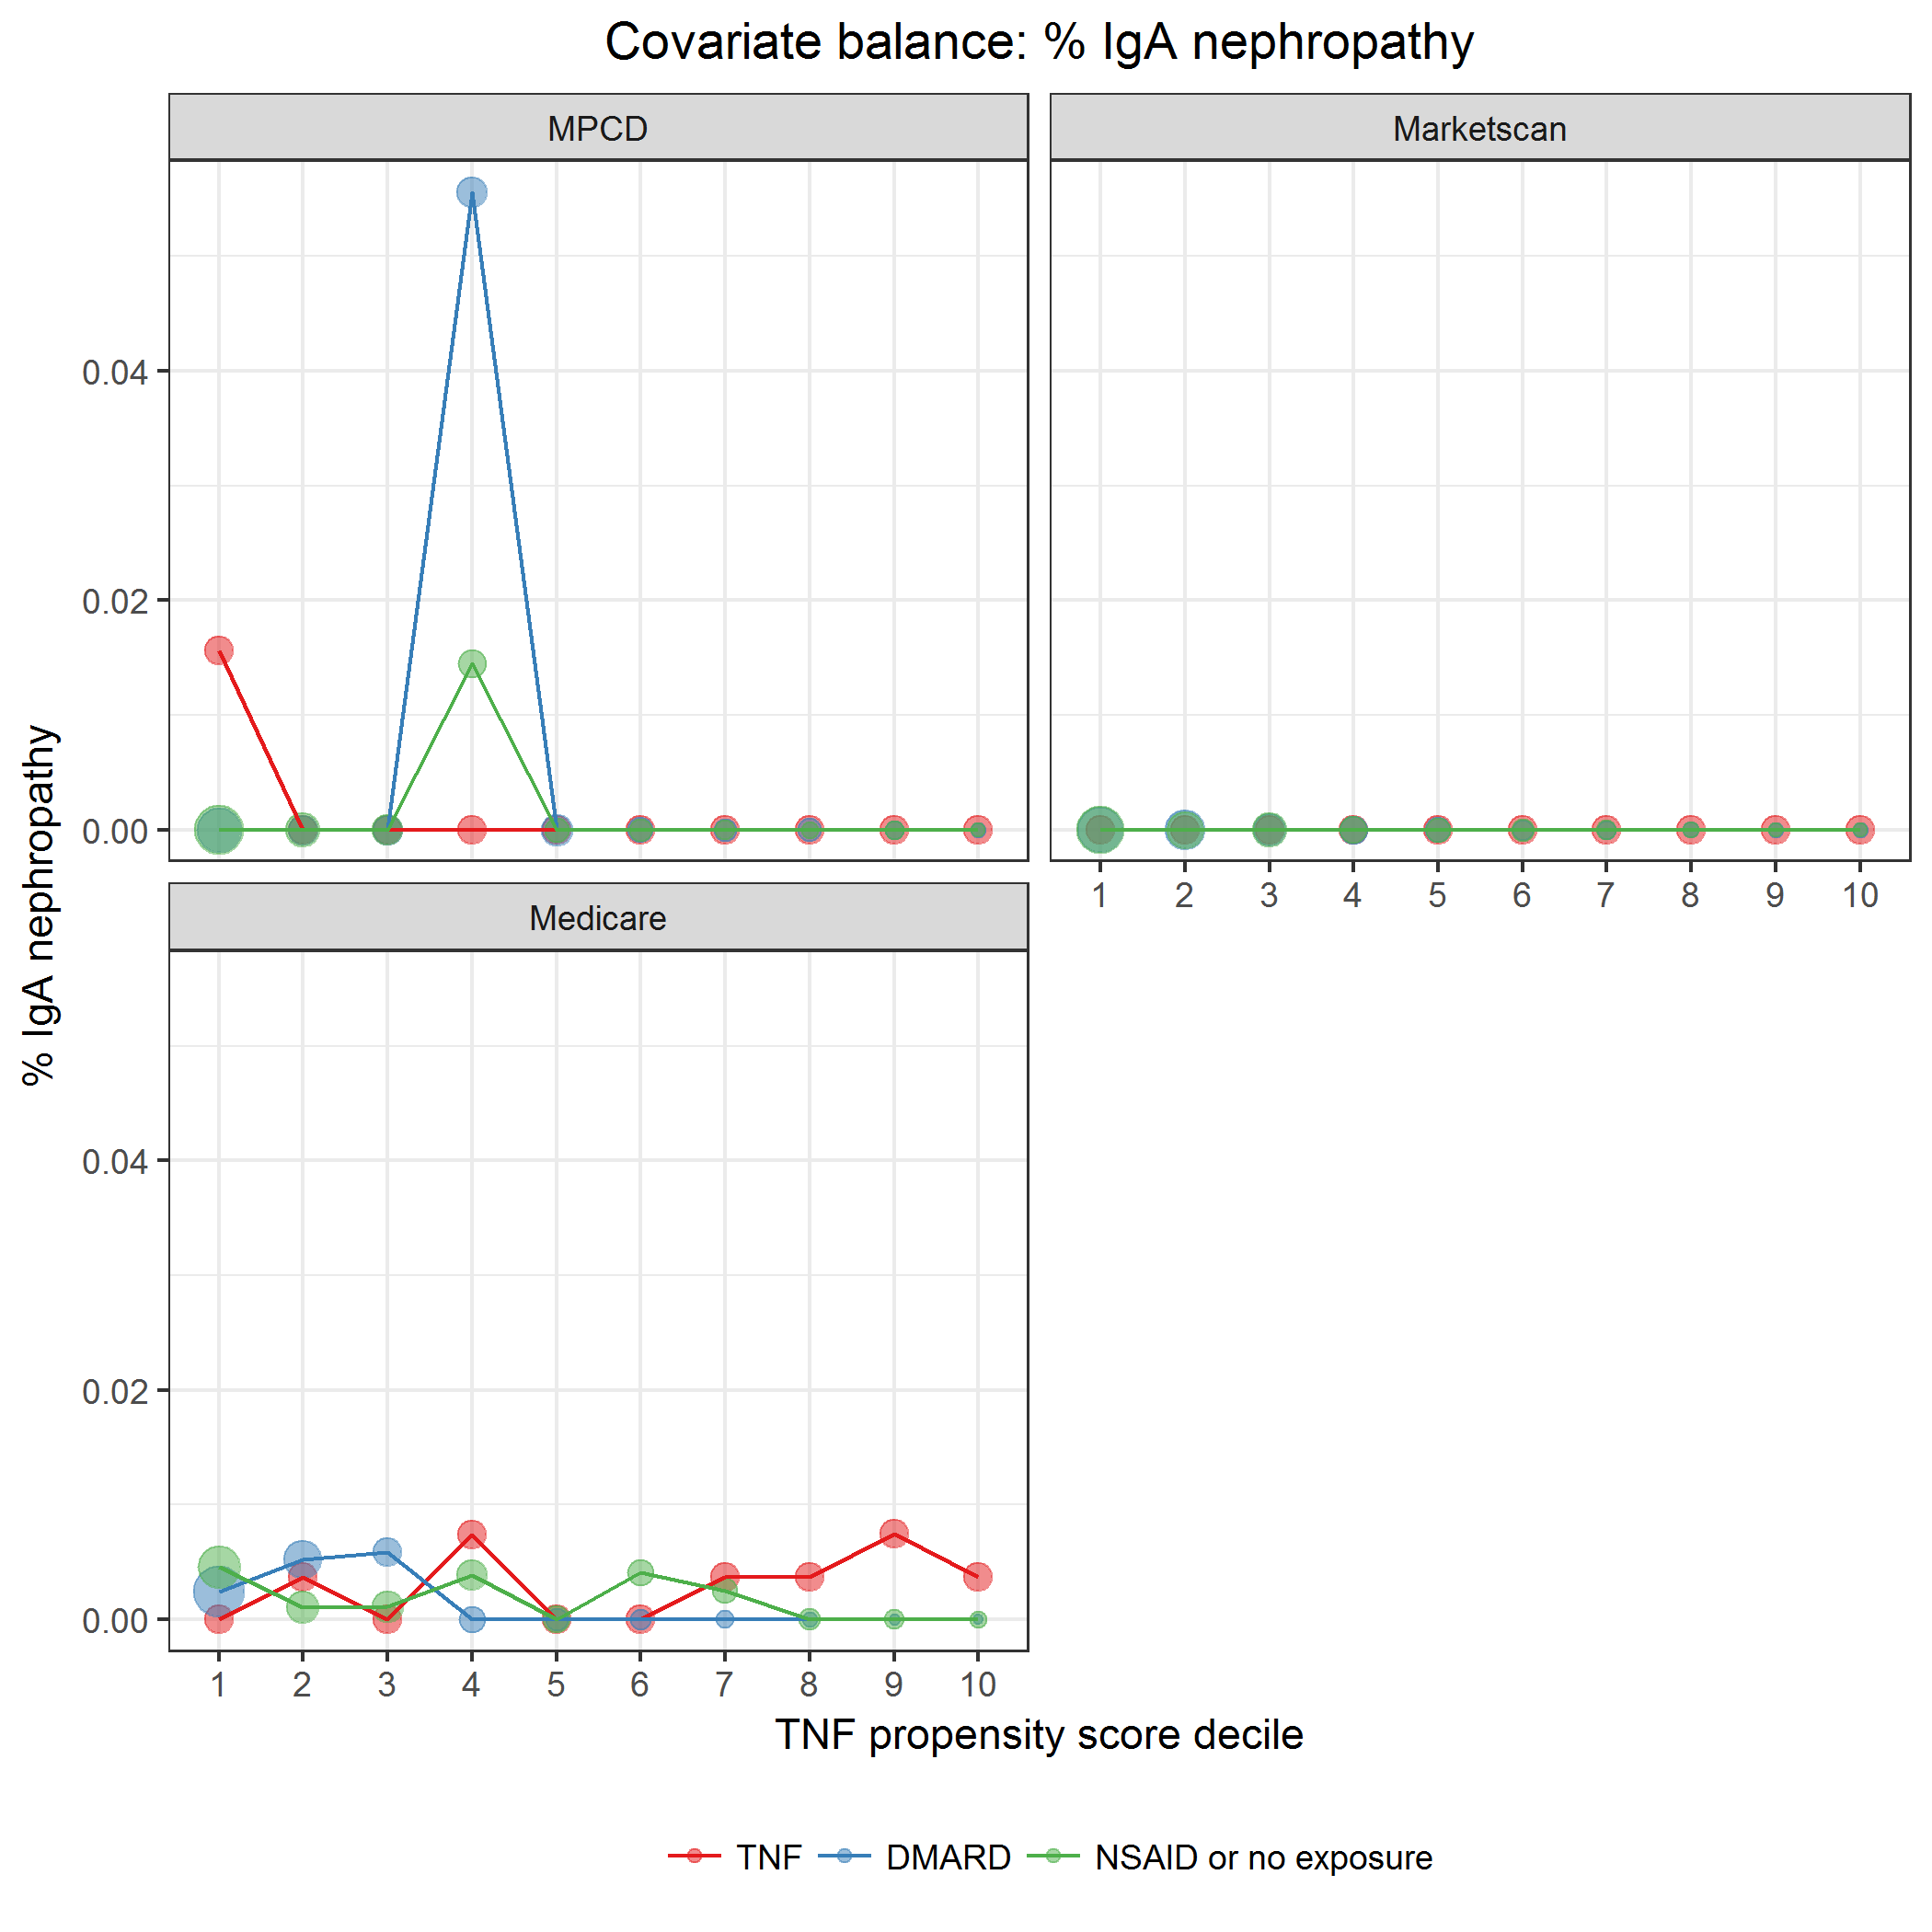 Covariate balance: % IgA nephropathy
MPCD
Marketscan
0.04
0.02
0.00
1 2 3 4 5 6 7 8 9 10
Medicare
% IgA nephropathy
0.04
0.02
0.00
1 2 3 4 5 6 7 8 9 10
TNF propensity score decile
TNF DMARD NSAID or no exposure